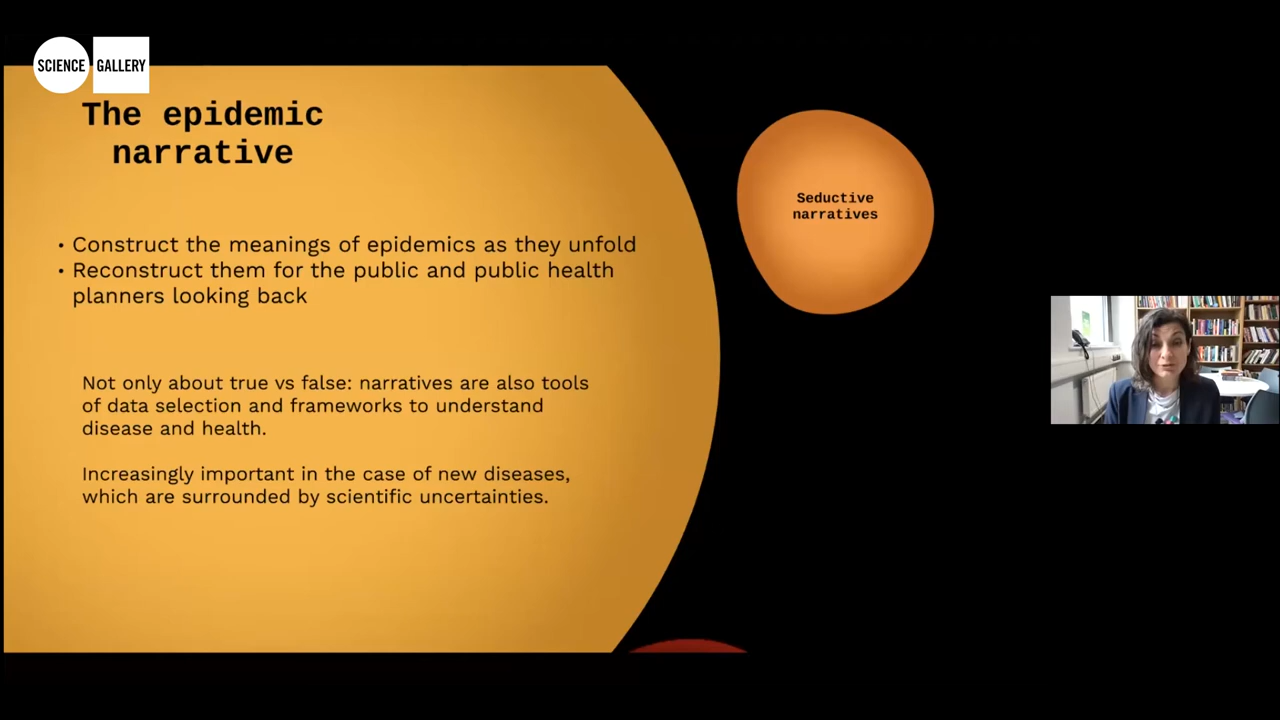 SCIENCE GALLERY
The epidemic
narrative
• Construct the meanings of epidemics as they unfold
• Reconstruct them for the public and public health
planners looking back
Not only about true vs false: narratives are also tools
of data selection and frameworks to understand
disease and health.
Increasingly important in the case of new diseases,
which are surrounded by scientific uncertainties.
Seductive
narratives